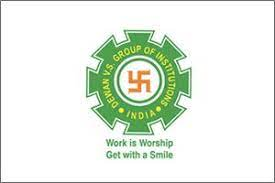 DEWAN V.S. GROUP OF INSTITUTIONS
• INDIA •
Work is Worship
Get with a Smile